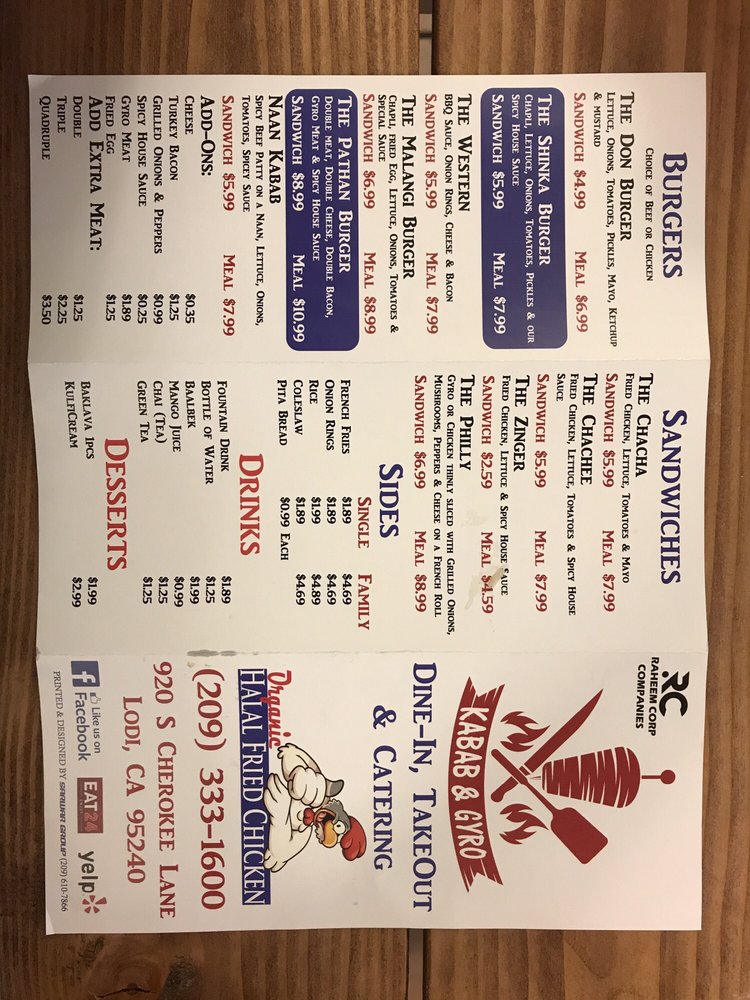 BURGERS
CHOICE OF BEEF OR CHICKEN
THE DON BURGER
LETTUCE, ONIONS, TOMATOES, PICKLES, MAYO, KETCHUP
& MUSTARD
SANDWICH $4.99 MEAL $6.99
THE SHINKA BURGER
CHAPLI, LETTUCE, ONIONS, TOMATOES, PICKLES & OUR
SPICY HOUSE SAUCE
SANDWICH $5.99 MEAL $7.99
THE WESTERN
BBQ SAUCE, ONION RINGS, CHEESE & BACON
SANDWICH $5.99 MEAL $7.99
THE MALANGI BURGER
CHAPLI, FRIED EGG, LETTUCE, ONIONS, TOMATOES &
SPECIAL SAUCE
SANDWICH $6.99 MEAL $8.99
THE PATHAN BURGER
DOUBLE MEAT, DOUBLE CHEESE, DOUBLE BACON,
GYRO MEAT & SPICY HOUSE SAUCE
SANDWICH $8.99 MEAL $10.99
NAAN KABAB
SPICY BEEF PATTY ON A NAAN, LETTUCE, ONIONS,
TOMATOES, SPICEY SAUCE
SANDWICH $5.99 MEAL $7.99
ADD-ONS:
CHEESE $0.35
TURKEY BACON $1.25
GRILLED ONIONS & PEPPERS $0.99
SPICY HOUSE SAUCE $0.25
GYRO MEAT $1.89
FRIED EGG $1.25
ADD EXTRA MEAT:
DOUBLE $1.25
TRIPLE $2.25
QUADRUPLE $3.50
SANDWICHES
THE CHACHA
FRIED CHICKEN, LETTUCE, TOMATOES & MAYO
SANDWICH $5.99 MEAL $7.99
THE CHACHEE
FRIED CHICKEN, LETTUCE, TOMATOES & SPICY HOUSE
SAUCE
SANDWICH $5.99 MEAL $7.99
THE ZINGER
FRIED CHICKEN, LETTUCE & SPICY HOUSE SAUCE
SANDWICH $2.59 MEAL $4.59
THE PHILLY
GYRO OR CHICKEN THINLY SLICED WITH GRILLED ONIONS,
MUSHROOMS, PEPPERS & CHEESE ON A FRENCH ROLL
SANDWICH $6.99 MEAL $8.99
SIDES
SINGLE FAMILY
FRENCH FRIES $1.89 $4.69
ONION RINGS $1.89 $4.69
RICE $1.99 $4.89
COLESLAW $1.89 $4.69
PITA BREAD $0.99 EACH
DRINKS
FOUNTAIN DRINK $1.89
BOTTLE OF WATER $1.25
BAALBEK $1.99
MANGO JUICE $0.99
CHAI (TEA) $1.25
GREEN TEA $1.25
DESSERTS
BAKLAVA 1PCS $1.99
KULFICREAM $2.99
RC
RAHEEM CORP
COMPANIES
KABAB & GYRO
DINE-IN, TAKEOUT
& CATERING
Organic
HALAL FRIED CHICKEN
(209) 333-1600
920 S CHEROKEE LANE
LODI, CA 95240
f Like us on
Facebook
EAT24
yelp
PRINTED & DESIGNED BY SARWAR GROUP (209) 610-7866